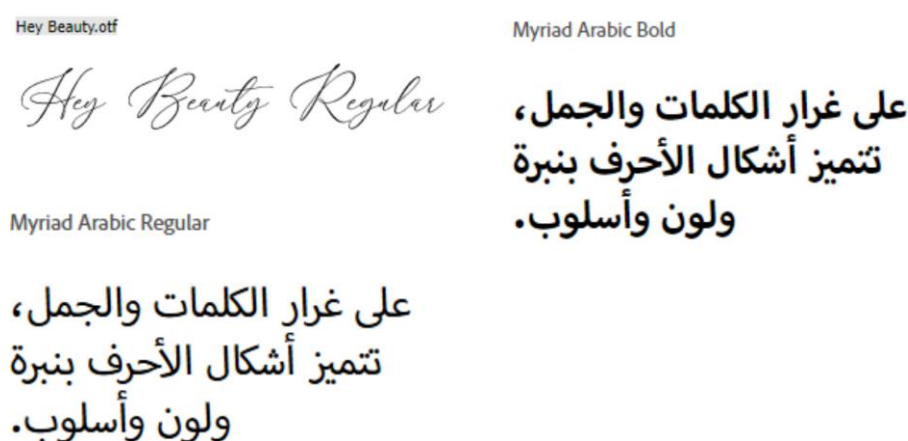 Hey Beauty.otf
Hey Beauty Regular
Myriad Arabic Regular
على غرار الكلمات والجمل،
تتميز أشكال الأحرف بنبرة
ولون وأسلوب.
Myriad Arabic Bold
على غرار الكلمات والجمل،
تتميز أشكال الأحرف بنبرة
ولون وأسلوب.